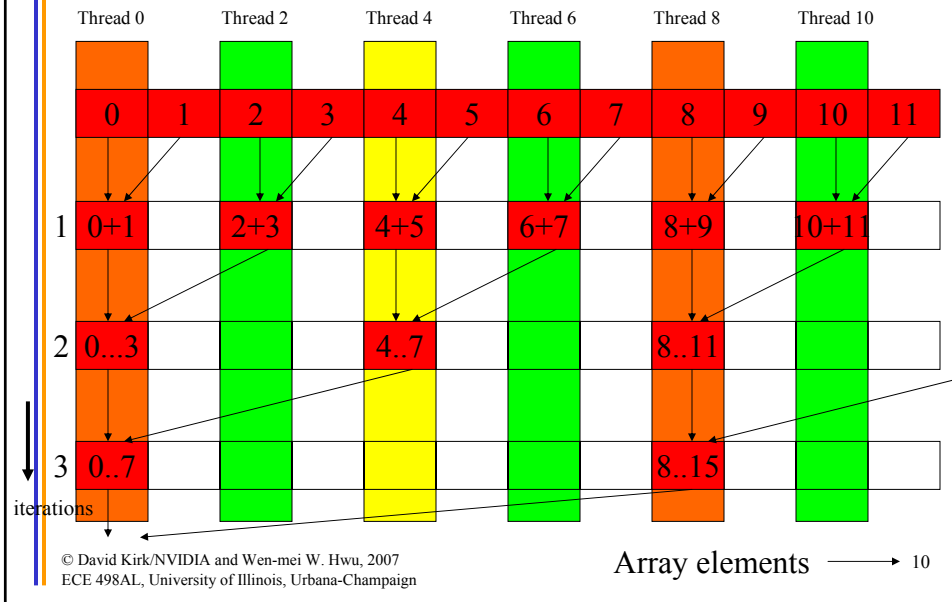 Thread 0 Thread 2 Thread 4 Thread 6 Thread 8 Thread 10
0 1 2 3 4 5 6 7 8 9 10 11
1 0+1 2+3 4+5 6+7 8+9 10+11
2 0...3 4..7 8..11
3 0..7 8..15
iterations
© David Kirk/NVIDIA and Wen-mei W. Hwu, 2007
ECE 498AL, University of Illinois, Urbana-Champaign
Array elements 10